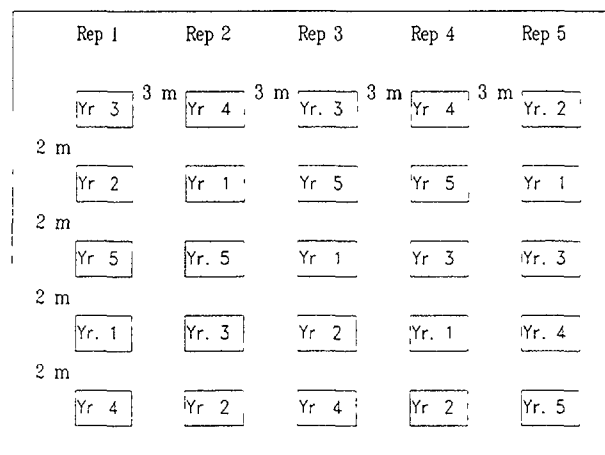 Rep 1 Rep 2 Rep 3 Rep 4 Rep 5
3 m 3 m 3 m 3 m
Yr 3 Yr 4 Yr. 3 Yr 4 Yr. 2
2 m
Yr 2 Yr 1 Yr 5 Yr 5 Yr 1
2 m
Yr 5 Yr. 5 Yr 1 Yr 3 Yr. 3
2 m
Yr. 1 Yr. 3 Yr 2 Yr. 1 Yr. 4
2 m
Yr 4 Yr 2 Yr 4 Yr 2 Yr. 5